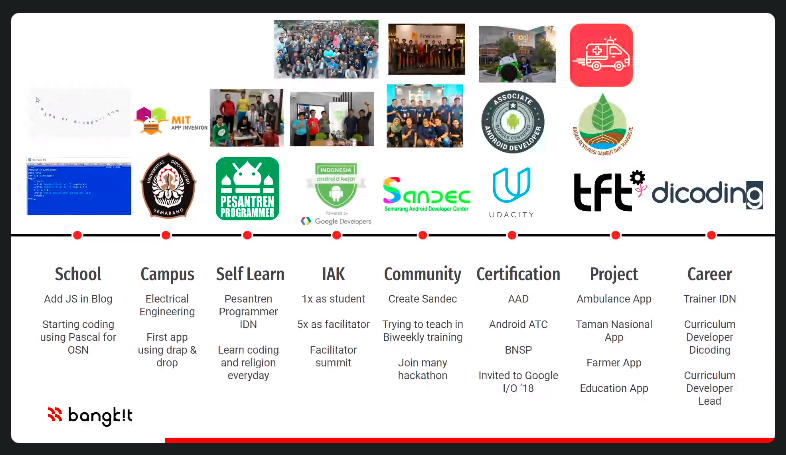 MIT
APP INVENTOR
ASSOCIATE
ANDROID DEVELOPER
SEMARANG
PESANTREN
PROGRAMMER
INDONESIA
android kejar
Powered by
Google Developers
Sandec
Semarang Android Developer Center
UDACITY
tft
dicoding
School
Add JS in Blog
Starting coding
using Pascal for
OSN
Campus
Electrical
Engineering
First app
using drap &
drop
Self Learn
Pesantren
Programmer
IDN
Learn coding
and religion
everyday
IAK
1x as student
5x as facilitator
Facilitator
summit
Community
Create Sandec
Trying to teach in
Biweekly training
Join many
hackathon
Certification
AAD
Android ATC
BNSP
Invited to Google
I/O ’18
Project
Ambulance App
Taman Nasional
App
Farmer App
Education App
Career
Trainer IDN
Curriculum
Developer
Dicoding
Curriculum
Developer
Lead
bangk!t